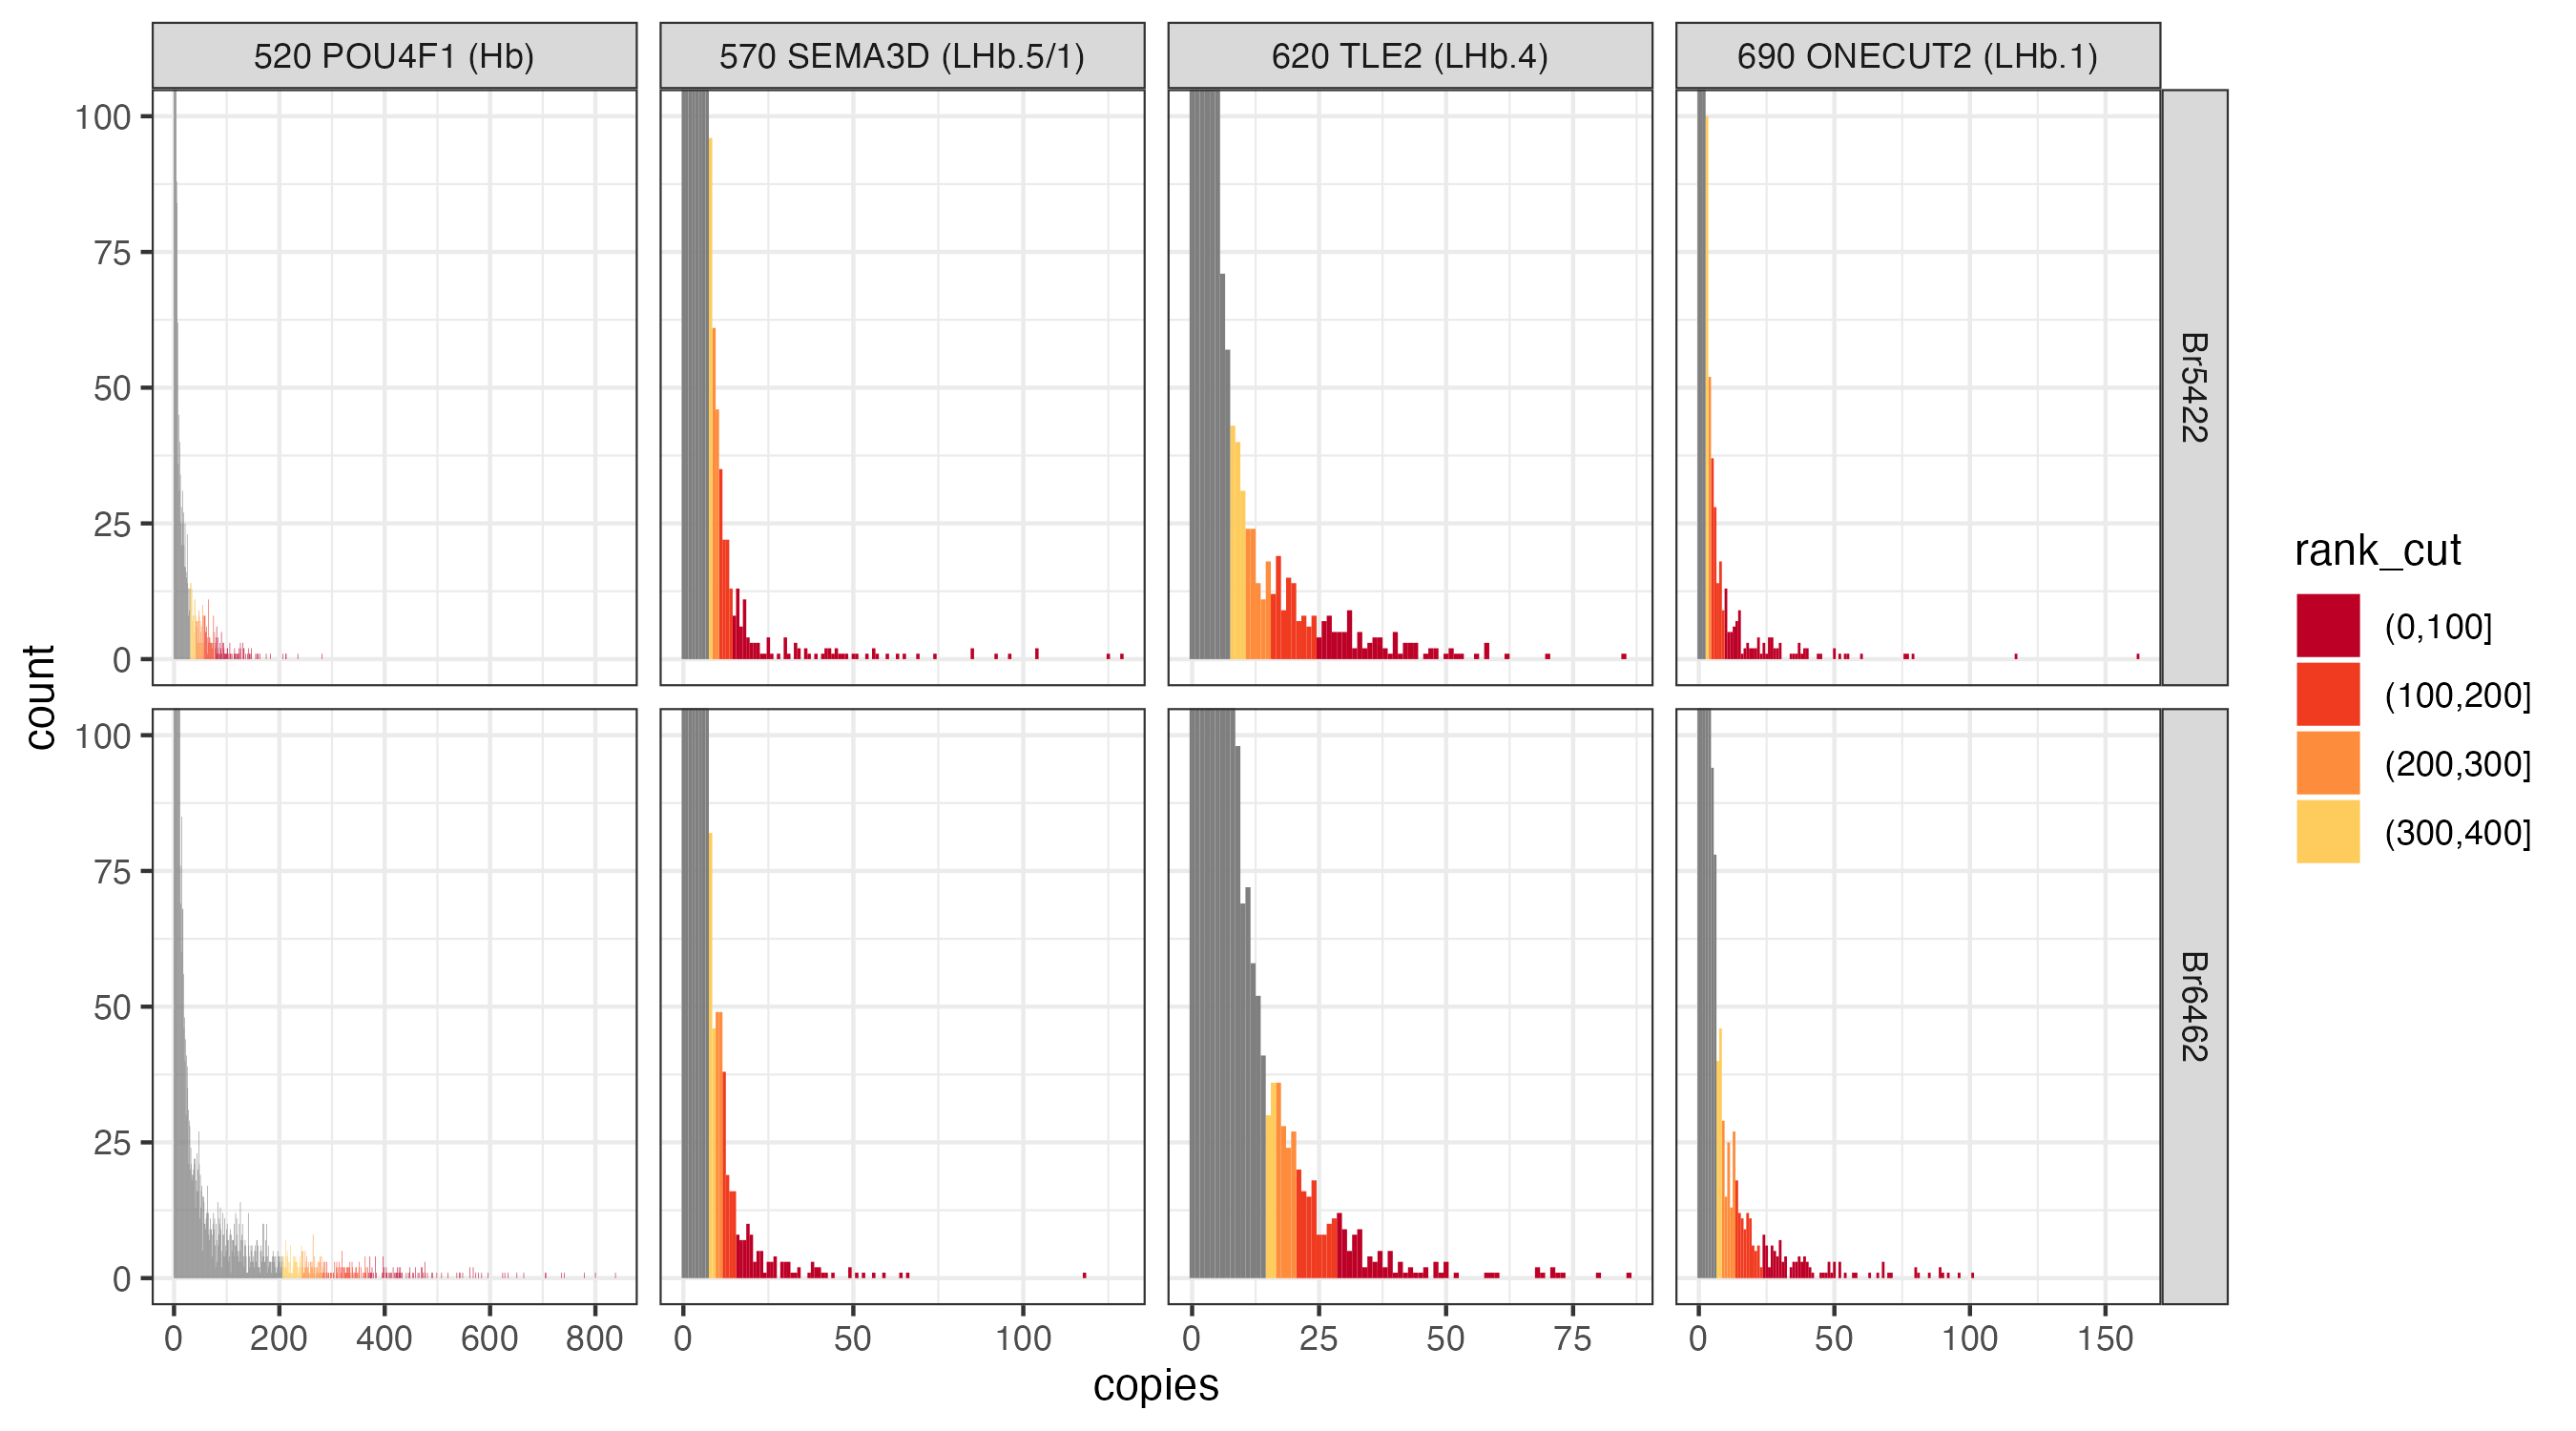 520 POU4F1 (Hb)
570 SEMA3D (LHb.5/1)
620 TLE2 (LHb.4)
690 ONECUT2 (LHb.1)
100
75
50
25
0
Br5422
100
75
50
25
0
Br6462
count
0 200 400 600 800
0 50 100
0 25 50 75
0 50 100 150
copies
rank_cut
(0,100]
(100,200]
(200,300]
(300,400]